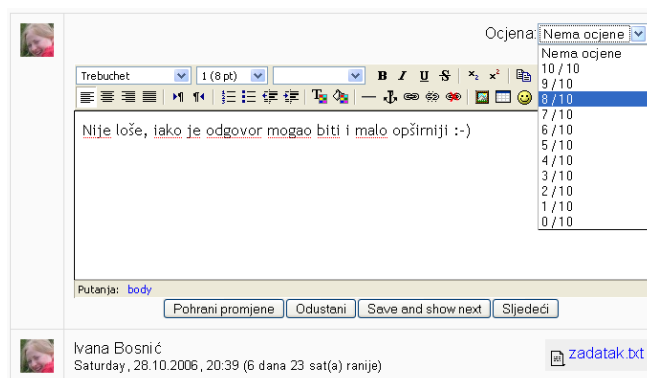 Ocjena: Nema ocjene
Nema ocjene
10 / 10
9 / 10
8 / 10
7 / 10
6 / 10
5 / 10
4 / 10
3 / 10
2 / 10
1 / 10
0 / 10
Trebuchet 1 (8 pt) B I U S x₂ x²
Nije loše, iako je odgovor mogao biti i malo opširniji :-)
Putanja: body
Pohrani promjene Odustani Save and show next Sljedeći
Ivana Bosnić
Saturday, 28.10.2006, 20:39 (6 dana 23 sat(a) ranije)
zadatak.txt